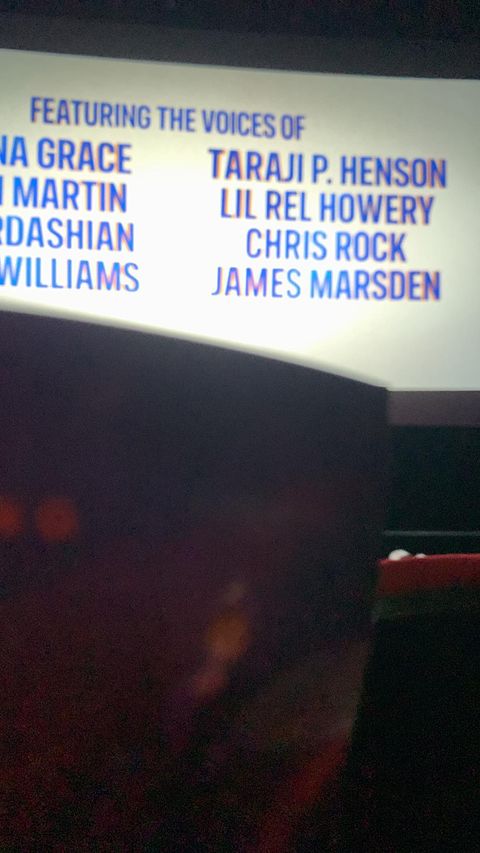 FEATURING THE VOICES OF
NA GRACE TARAJI P. HENSON
MARTIN LIL REL HOWERY
RDASHIAN CHRIS ROCK
WILLIAMS JAMES MARSDEN